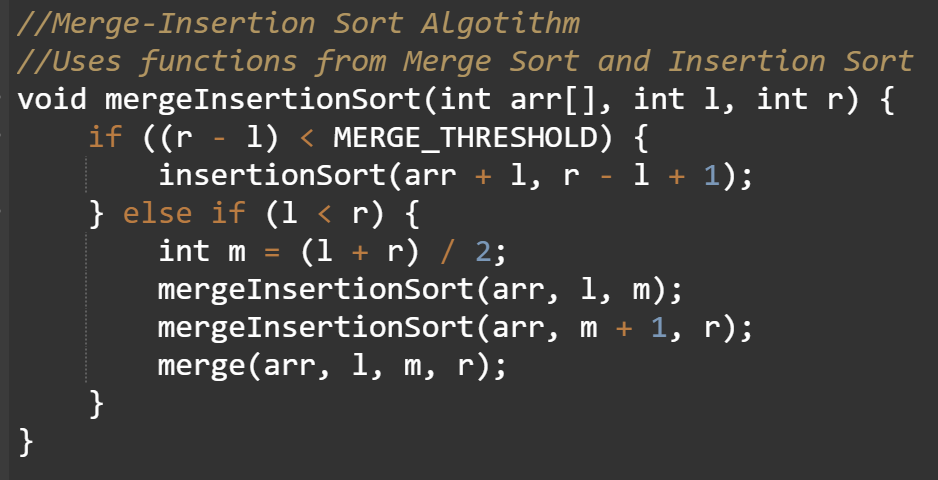 //Merge-Insertion Sort Algotithm
//Uses functions from Merge Sort and Insertion Sort
void mergeInsertionSort(int arr[], int l, int r) {
    if ((r - l) < MERGE_THRESHOLD) {
        insertionSort(arr + l, r - l + 1);
    } else if (l < r) {
        int m = (l + r) / 2;
        mergeInsertionSort(arr, l, m);
        mergeInsertionSort(arr, m + 1, r);
        merge(arr, l, m, r);
    }
}